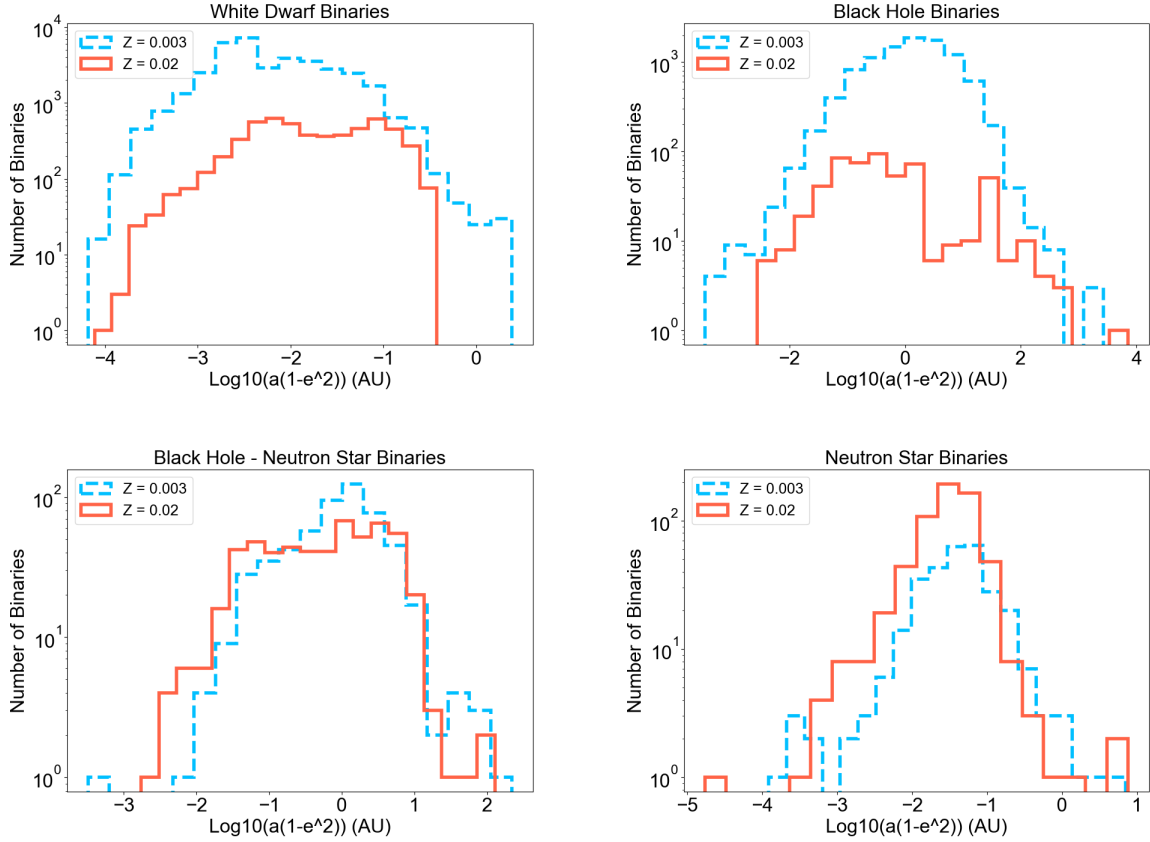 White Dwarf Binaries
10^4
10^3
10^2
10^1
10^0
Number of Binaries
Z = 0.003
Z = 0.02
−4 −3 −2 −1 0
Log10(a(1-e^2)) (AU)
Black Hole Binaries
10^3
10^2
10^1
10^0
Number of Binaries
Z = 0.003
Z = 0.02
−2 0 2 4
Log10(a(1-e^2)) (AU)
Black Hole - Neutron Star Binaries
10^2
10^1
10^0
Number of Binaries
Z = 0.003
Z = 0.02
−3 −2 −1 0 1 2
Log10(a(1-e^2)) (AU)
Neutron Star Binaries
10^2
10^1
10^0
Number of Binaries
Z = 0.003
Z = 0.02
−5 −4 −3 −2 −1 0 1
Log10(a(1-e^2)) (AU)